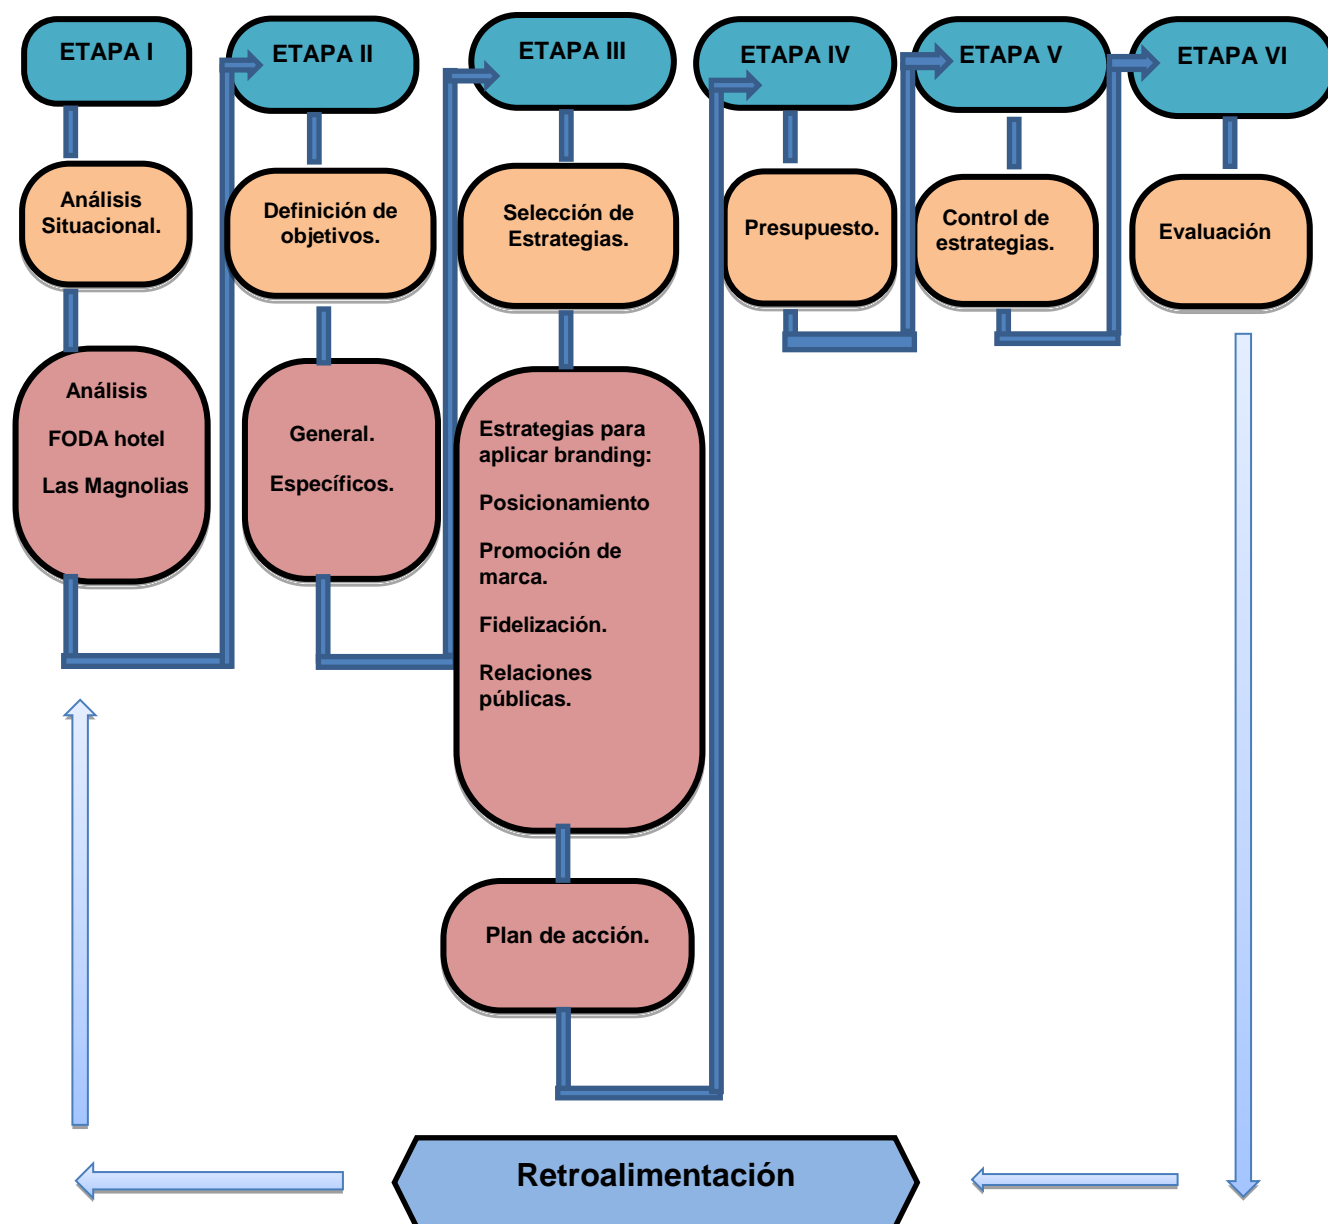 ETAPA I
Análisis
Situacional.
Análisis
FODA hotel
Las Magnolias
ETAPA II
Definición de
objetivos.
General.
Específicos.
ETAPA III
Selección de
Estrategias.
Estrategias para
aplicar branding:
Posicionamiento
Promoción de
marca.
Fidelización.
Relaciones
públicas.
Plan de acción.
ETAPA IV
Presupuesto.
ETAPA V
Control de
estrategias.
ETAPA VI
Evaluación
Retroalimentación